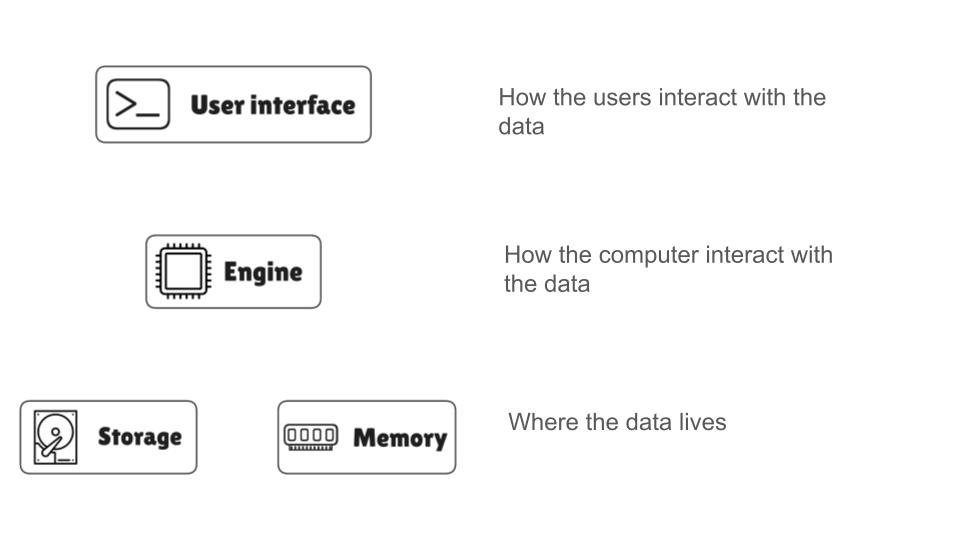 User interface
How the users interact with the
data
Engine
How the computer interact with
the data
Storage
Memory
Where the data lives